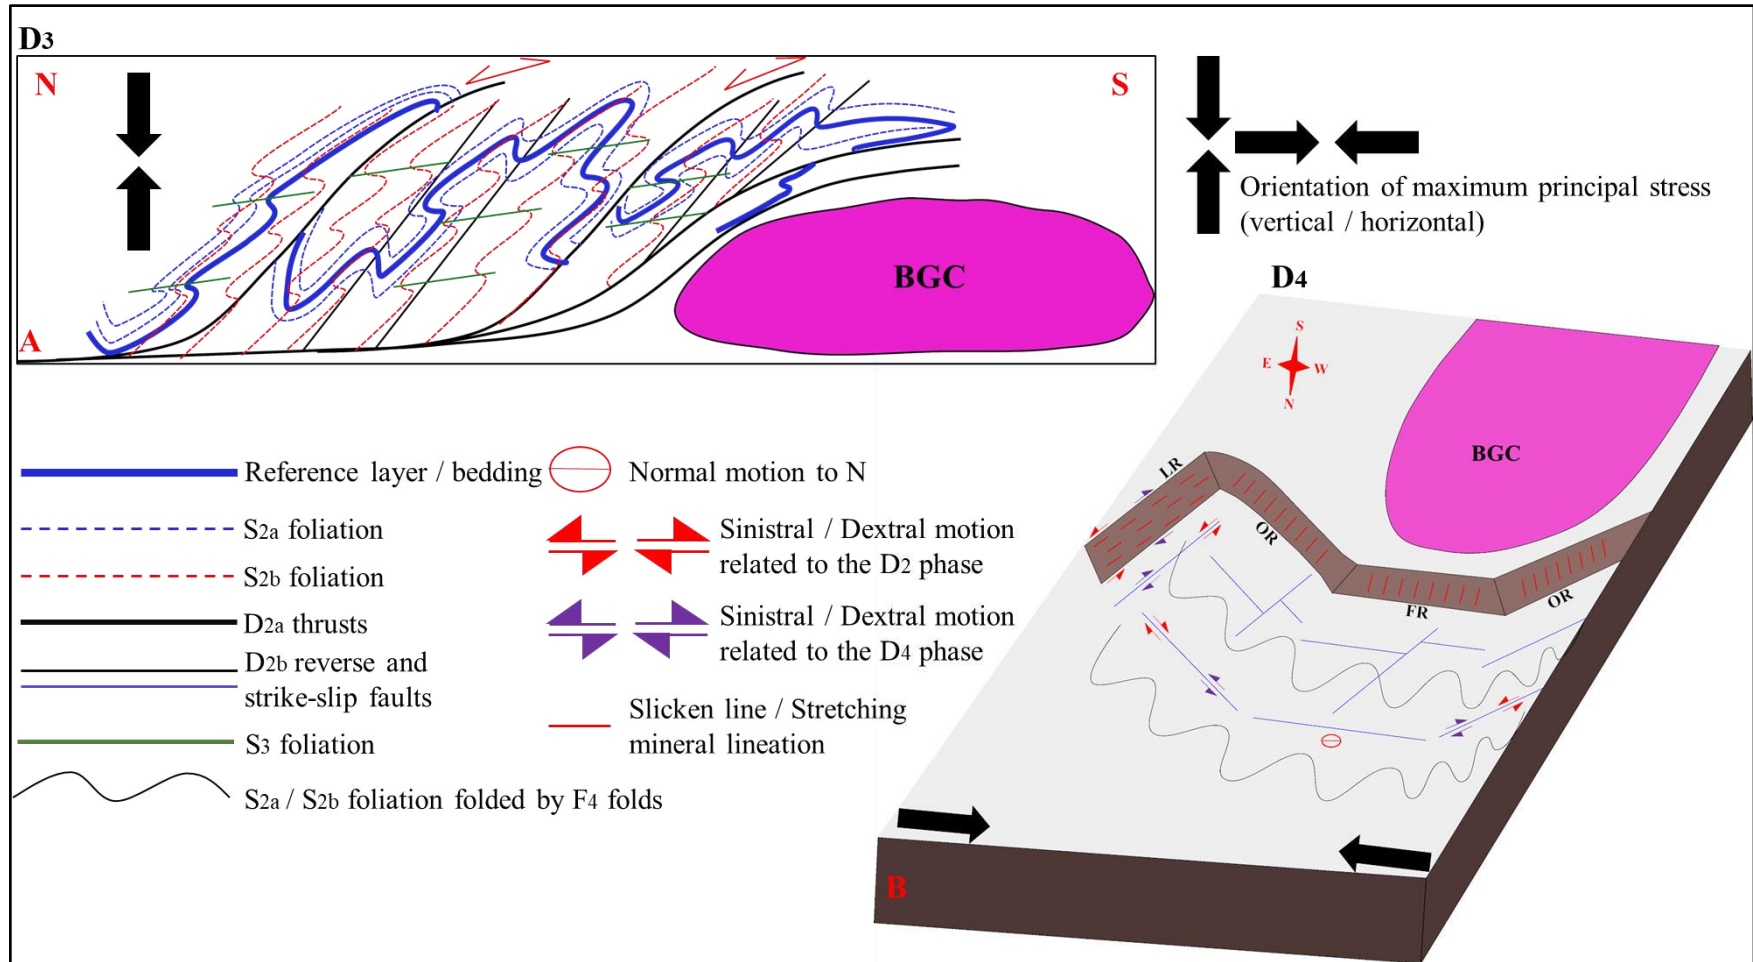 D3
N
S
A
BGC
Orientation of maximum principal stress
(vertical / horizontal)
D4
S
E
W
N
BGC
LR
OR
FR
OR
B
Reference layer / bedding
S2a foliation
S2b foliation
D2a thrusts
D2b reverse and
strike-slip faults
S3 foliation
S2a / S2b foliation folded by F4 folds
Normal motion to N
Sinistral / Dextral motion
related to the D2 phase
Sinistral / Dextral motion
related to the D4 phase
Slicken line / Stretching
mineral lineation